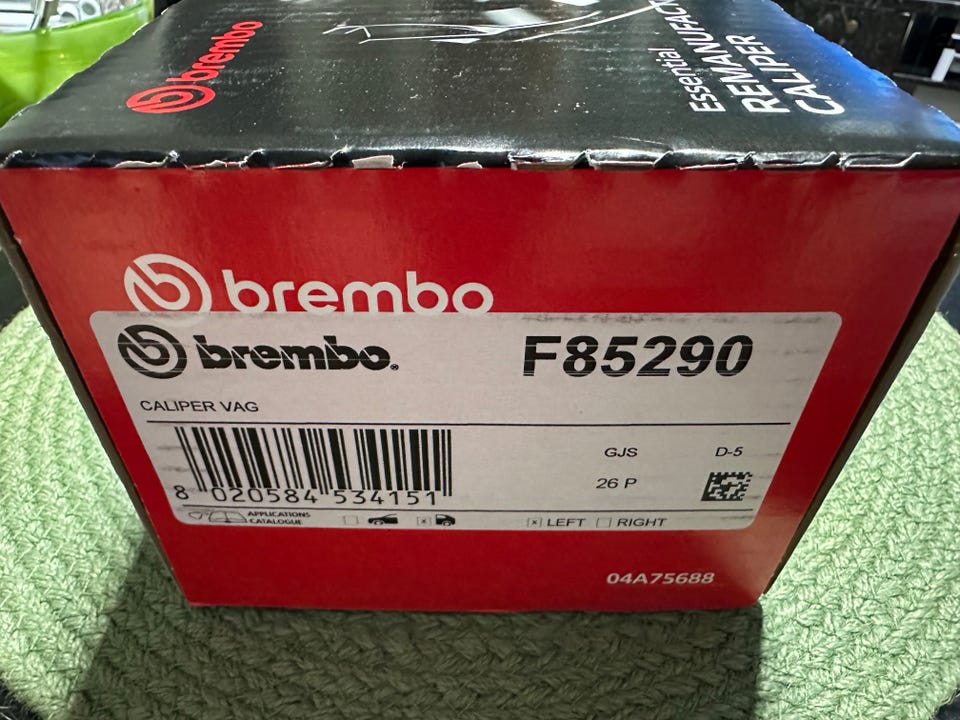 brembo
Essential
REMANUFACT
CALIPER
brembo
brembo®
F85290
CALIPER VAG
GJS
D-5
26 P
8 020584 534151
APPLICATIONS
CATALOGUE
x
x LEFT
RIGHT
04A75688